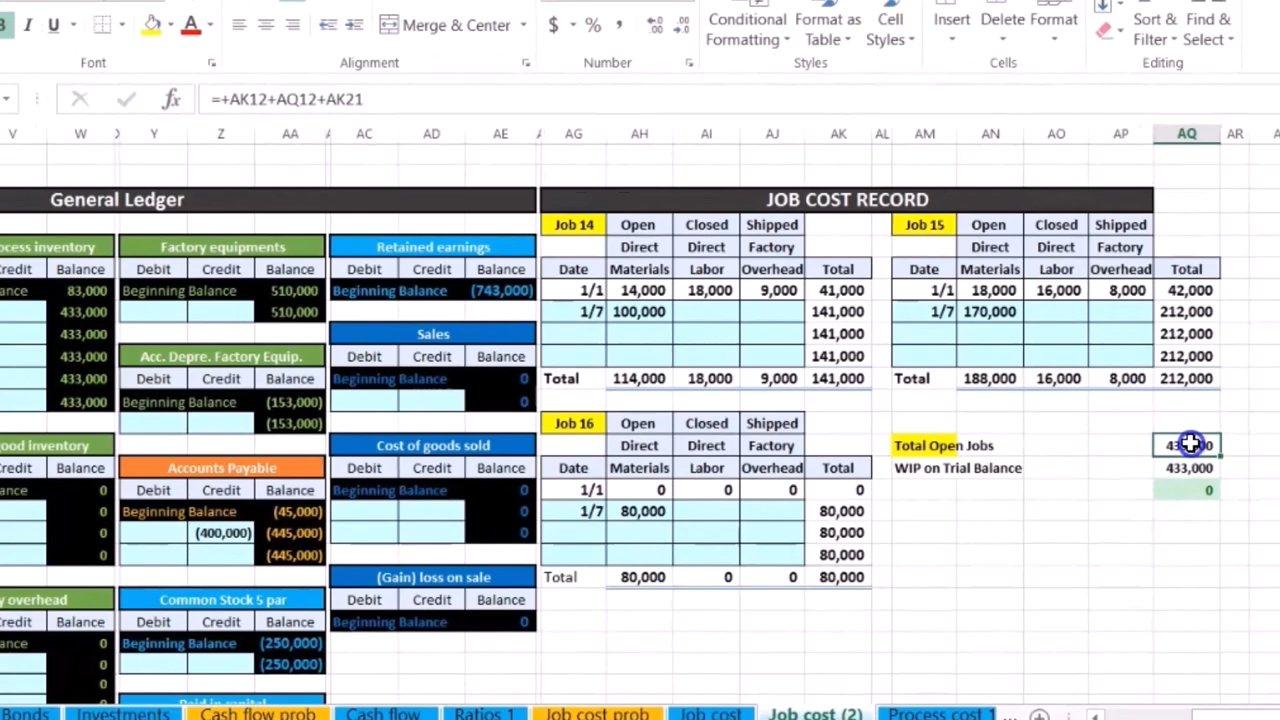 B I U Merge & Center $ % , .00 Conditional Format as Cell Insert Delete Format Sort & Find &
Formatting Table Styles Filter Select
Font Alignment Number Styles Cells Editing
fx =+AK12+AQ12+AK21
V W Y Z AA AC AD AE AG AH AI AJ AK AL AM AN AO AP AQ AR
General Ledger JOB COST RECORD
Job 14 Open Closed Shipped Job 15 Open Closed Shipped
ocess inventory Factory equipments Retained earnings Direct Direct Factory Direct Direct Factory
Credit Balance Debit Credit Balance Debit Credit Balance Date Materials Labor Overhead Total Date Materials Labor Overhead Total
ance 83,000 Beginning Balance 510,000 Beginning Balance (743,000) 1/1 14,000 18,000 9,000 41,000 1/1 18,000 16,000 8,000 42,000
433,000 510,000 1/7 100,000 141,000 1/7 170,000 212,000
433,000 Sales 141,000 212,000
433,000 Acc. Depre. Factory Equip. Debit Credit Balance 141,000 212,000
433,000 Debit Credit Balance Beginning Balance 0 Total 114,000 18,000 9,000 141,000 Total 188,000 16,000 8,000 212,000
433,000 Beginning Balance (153,000) 0
(153,000) Job 16 Open Closed Shipped
ood inventory Cost of goods sold Direct Direct Factory Total Open Jobs
Credit Balance Accounts Payable Debit Credit Balance Date Materials Labor Overhead Total WIP on Trial Balance 433,000
ance 0 Debit Credit Balance Beginning Balance 0 1/1 0 0 0 0 0
0 Beginning Balance (45,000) 0 1/7 80,000 80,000
0 (400,000) (445,000) 0 80,000
0 (445,000) 0 80,000
(Gain) loss on sale Total 80,000 0 0 80,000
y overhead Common Stock 5 par Debit Credit Balance
Credit Balance Debit Credit Balance Beginning Balance 0
ance 0 Beginning Balance (250,000)
0 (250,000)
0
Paid in capital
Bonds Investments Cash flow prob Cash flow Ratios 1 Job cost prob Job cost Job cost (2) Process cost 1 ...